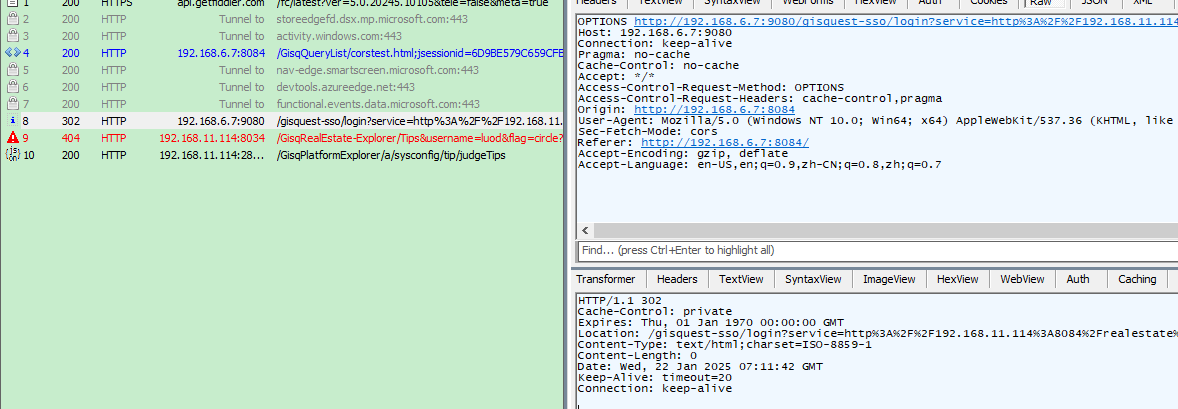 1 200 HTTPS api.getfiddler.com /fc/latest?ver=5.0.20245.10105&tele=false&meta=true
2 200 HTTP Tunnel to storeedgefd.dsx.mp.microsoft.com:443
3 200 HTTP Tunnel to activity.windows.com:443
4 200 HTTP 192.168.6.7:8084 /GisqQueryList/corstest.html;jsessionid=6D9BE579C659CFE
5 200 HTTP Tunnel to nav-edge.smartscreen.microsoft.com:443
6 200 HTTP Tunnel to devtools.azureedge.net:443
7 200 HTTP Tunnel to functional.events.data.microsoft.com:443
8 302 HTTP 192.168.6.7:9080 /gisquest-sso/login?service=http%3A%2F%2F192.168.11.
9 404 HTTP 192.168.11.114:8034 /GisqRealEstate-Explorer/Tips&username=luod&flag=circle?
10 200 HTTP 192.168.11.114:28... /GisqPlatformExplorer/a/sysconfig/tip/judgeTips
Headers TextView SyntaxView WebForms HexView Auth Cookies Raw JSON XML
OPTIONS http://192.168.6.7:9080/gisquest-sso/login?service=http%3A%2F%2F192.168.11.114
Host: 192.168.6.7:9080
Connection: keep-alive
Pragma: no-cache
Cache-Control: no-cache
Accept: */*
Access-Control-Request-Method: OPTIONS
Access-Control-Request-Headers: cache-control,pragma
Origin: http://192.168.6.7:8084
User-Agent: Mozilla/5.0 (Windows NT 10.0; Win64; x64) AppleWebKit/537.36 (KHTML, like
Sec-Fetch-Mode: cors
Referer: http://192.168.6.7:8084/
Accept-Encoding: gzip, deflate
Accept-Language: en-US,en;q=0.9,zh-CN;q=0.8,zh;q=0.7
Find... (press Ctrl+Enter to highlight all)
Transformer Headers TextView SyntaxView ImageView HexView WebView Auth Caching
HTTP/1.1 302
Cache-Control: private
Expires: Thu, 01 Jan 1970 00:00:00 GMT
Location: /gisquest-sso/login?service=http%3A%2F%2F192.168.11.114%3A8084%2Frealestate%
Content-Type: text/html;charset=ISO-8859-1
Content-Length: 0
Date: Wed, 22 Jan 2025 07:11:42 GMT
Keep-Alive: timeout=20
Connection: keep-alive